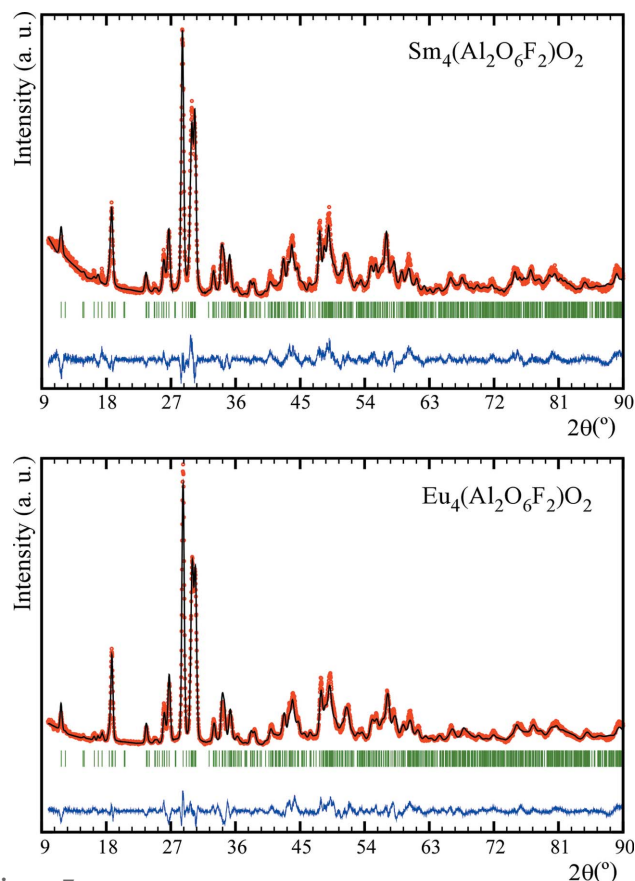 Sm₄(Al₂O₆F₂)O₂
Intensity (a. u.)
9 18 27 36 45 54 63 72 81 90
2θ(º)
Eu₄(Al₂O₆F₂)O₂
Intensity (a. u.)
9 18 27 36 45 54 63 72 81 90
2θ(º)